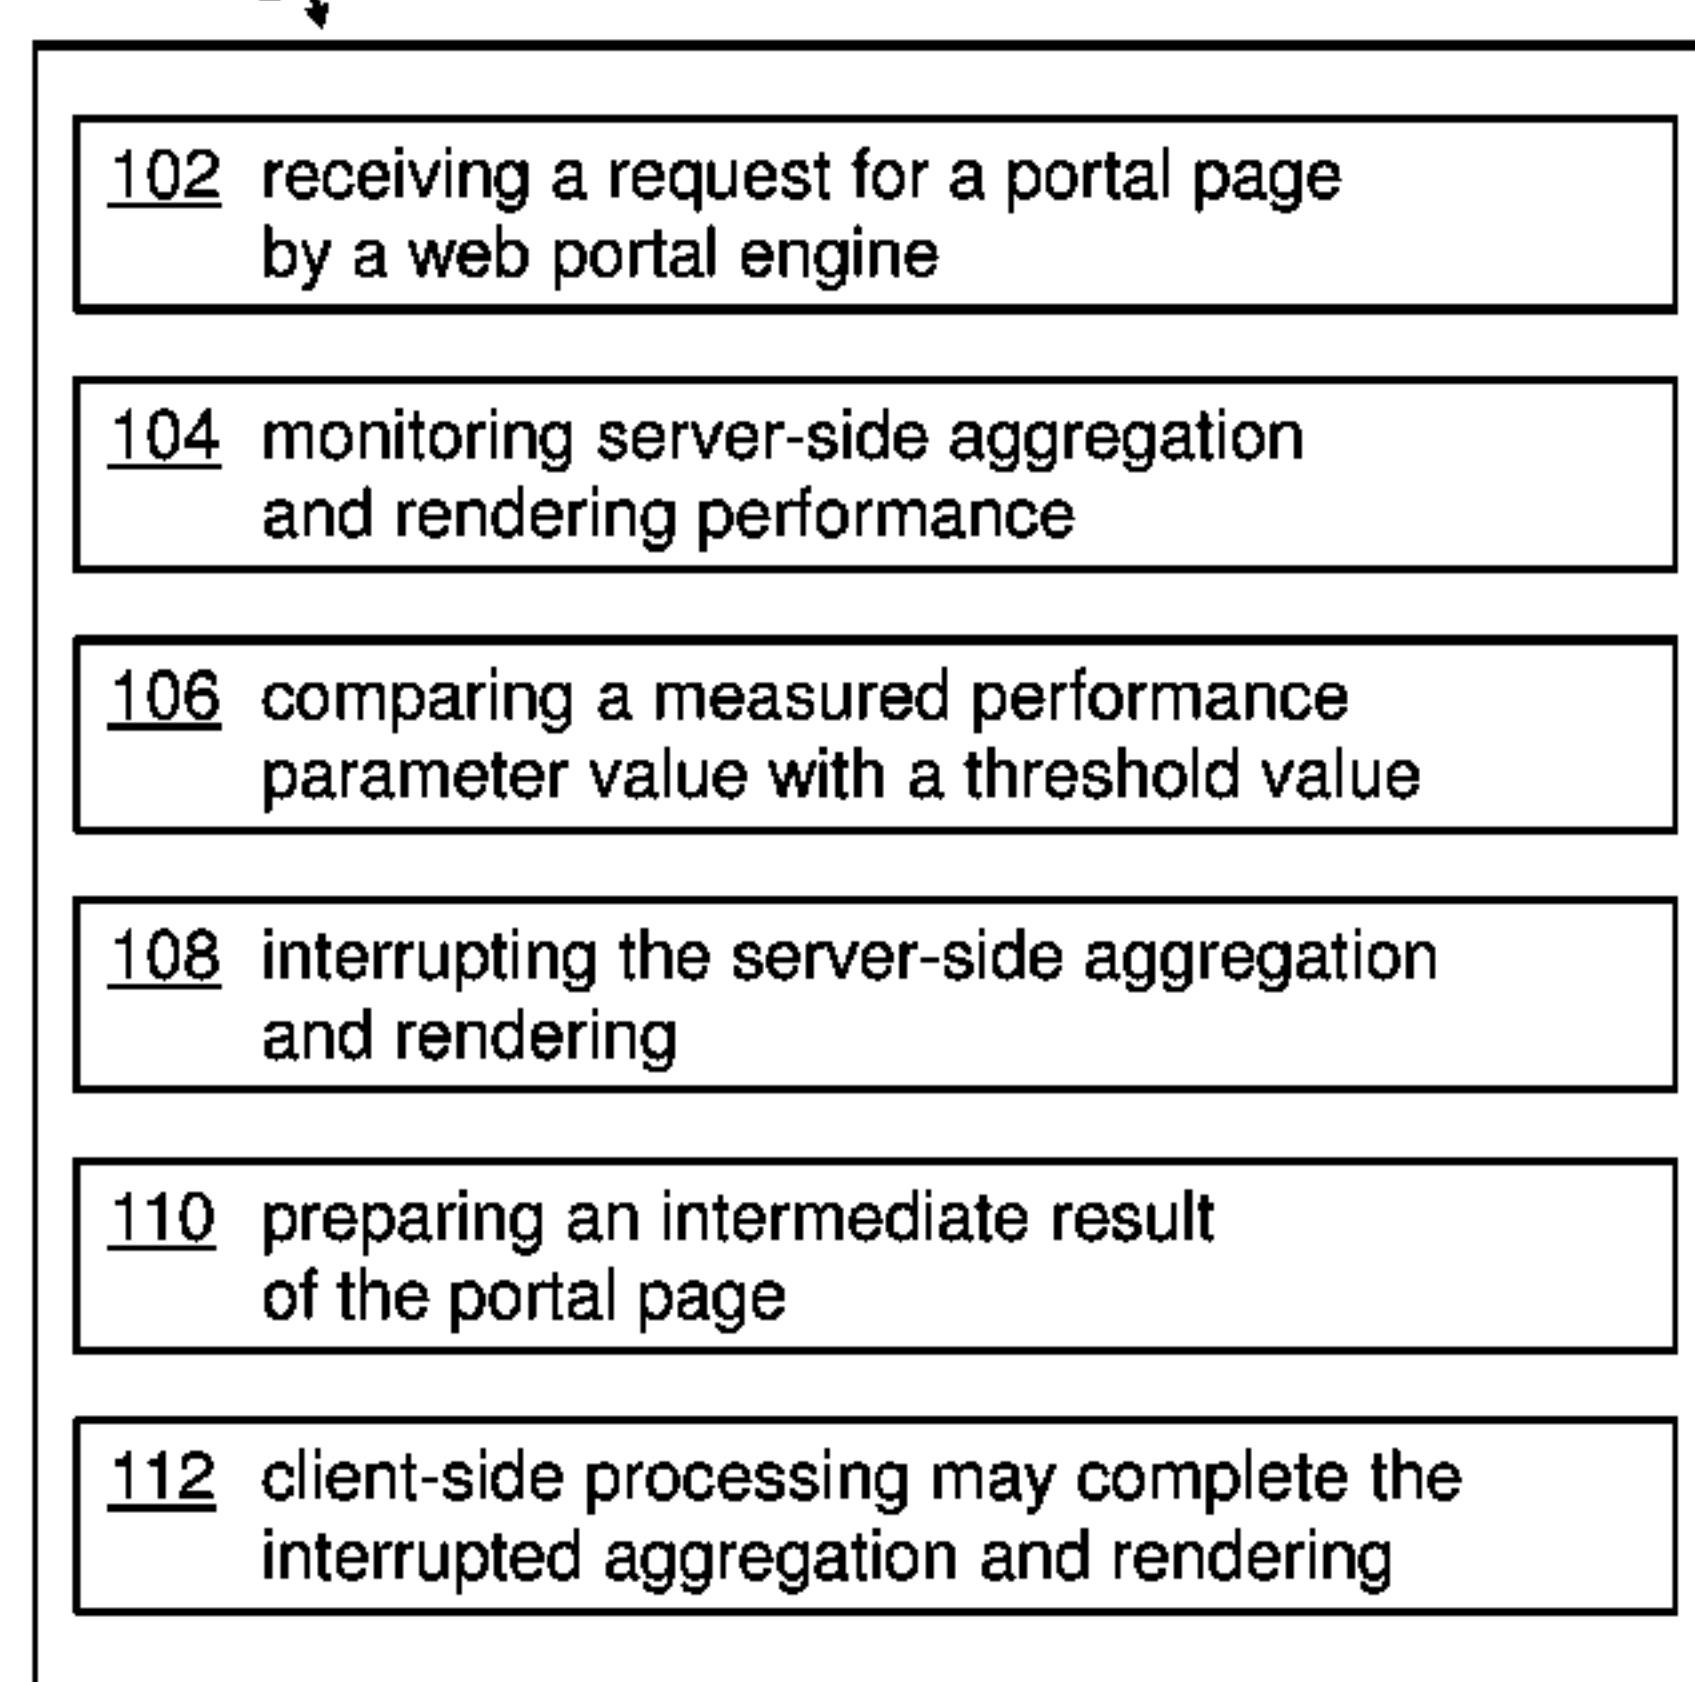 102 receiving a request for a portal page
by a web portal engine
104 monitoring server-side aggregation
and rendering performance
106 comparing a measured performance
parameter value with a threshold value
108 interrupting the server-side aggregation
and rendering
110 preparing an intermediate result
of the portal page
112 client-side processing may complete the
interrupted aggregation and rendering